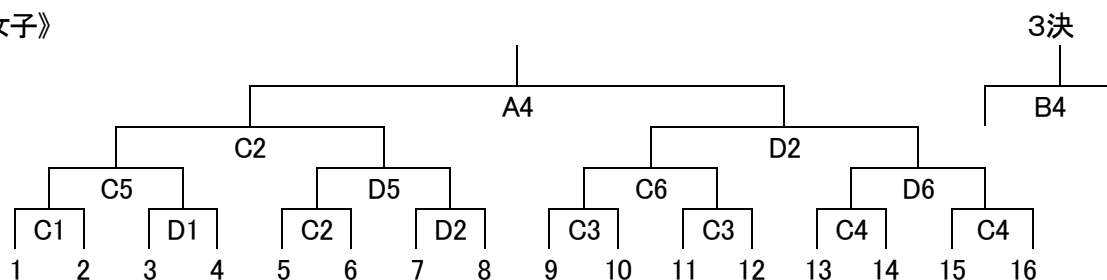 女子》 3決
A4 B4
C2 D2
C5 D5 C6 D6
C1 D1 C2 D2 C3 C3 C4 C4
1 2 3 4 5 6 7 8 9 10 11 12 13 14 15 16